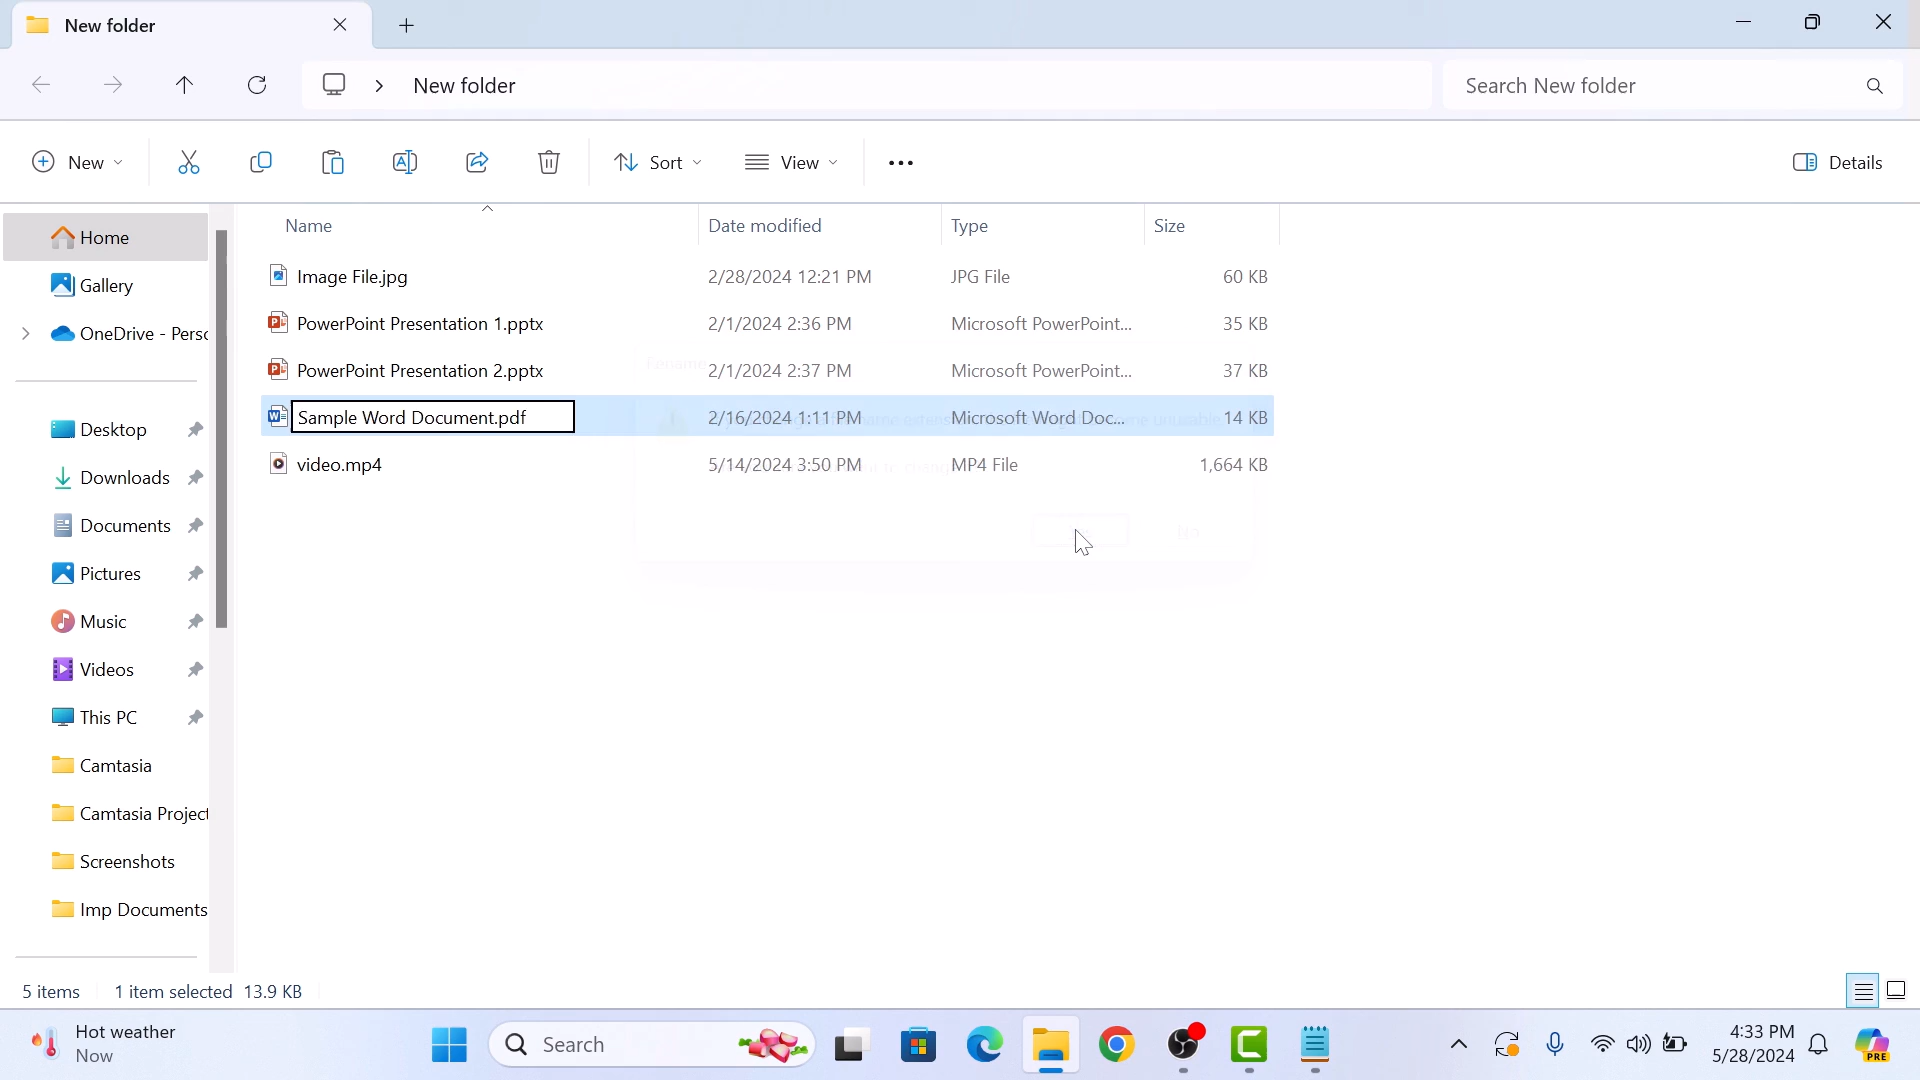 New folder
New folder
Search New folder
New
Sort
View
Details
Name
Date modified
Type
Size
Home
Gallery
OneDrive - Persc
Desktop
Downloads
Documents
Pictures
Music
Videos
This PC
Camtasia
Camtasia Project
Screenshots
Imp Documents
Image File.jpg 2/28/2024 12:21 PM JPG File 60 KB
PowerPoint Presentation 1.pptx 2/1/2024 2:36 PM Microsoft PowerPoint... 35 KB
PowerPoint Presentation 2.pptx 2/1/2024 2:37 PM Microsoft PowerPoint... 37 KB
Sample Word Document.pdf 2/16/2024 1:11 PM Microsoft Word Doc... 14 KB
video.mp4 5/14/2024 3:50 PM MP4 File 1,664 KB
5 items 1 item selected 13.9 KB
Hot weather
Now
Search
4:33 PM
5/28/2024
PRE